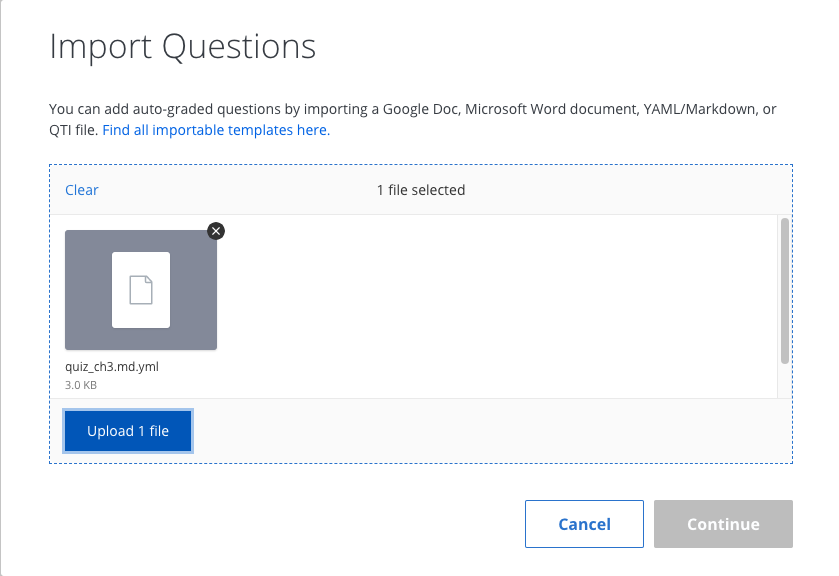 Import Questions
You can add auto-graded questions by importing a Google Doc, Microsoft Word document, YAML/Markdown, or
QTI file. Find all importable templates here.
Clear
1 file selected
quiz_ch3.md.yml
3.0 KB
Upload 1 file
Cancel
Continue